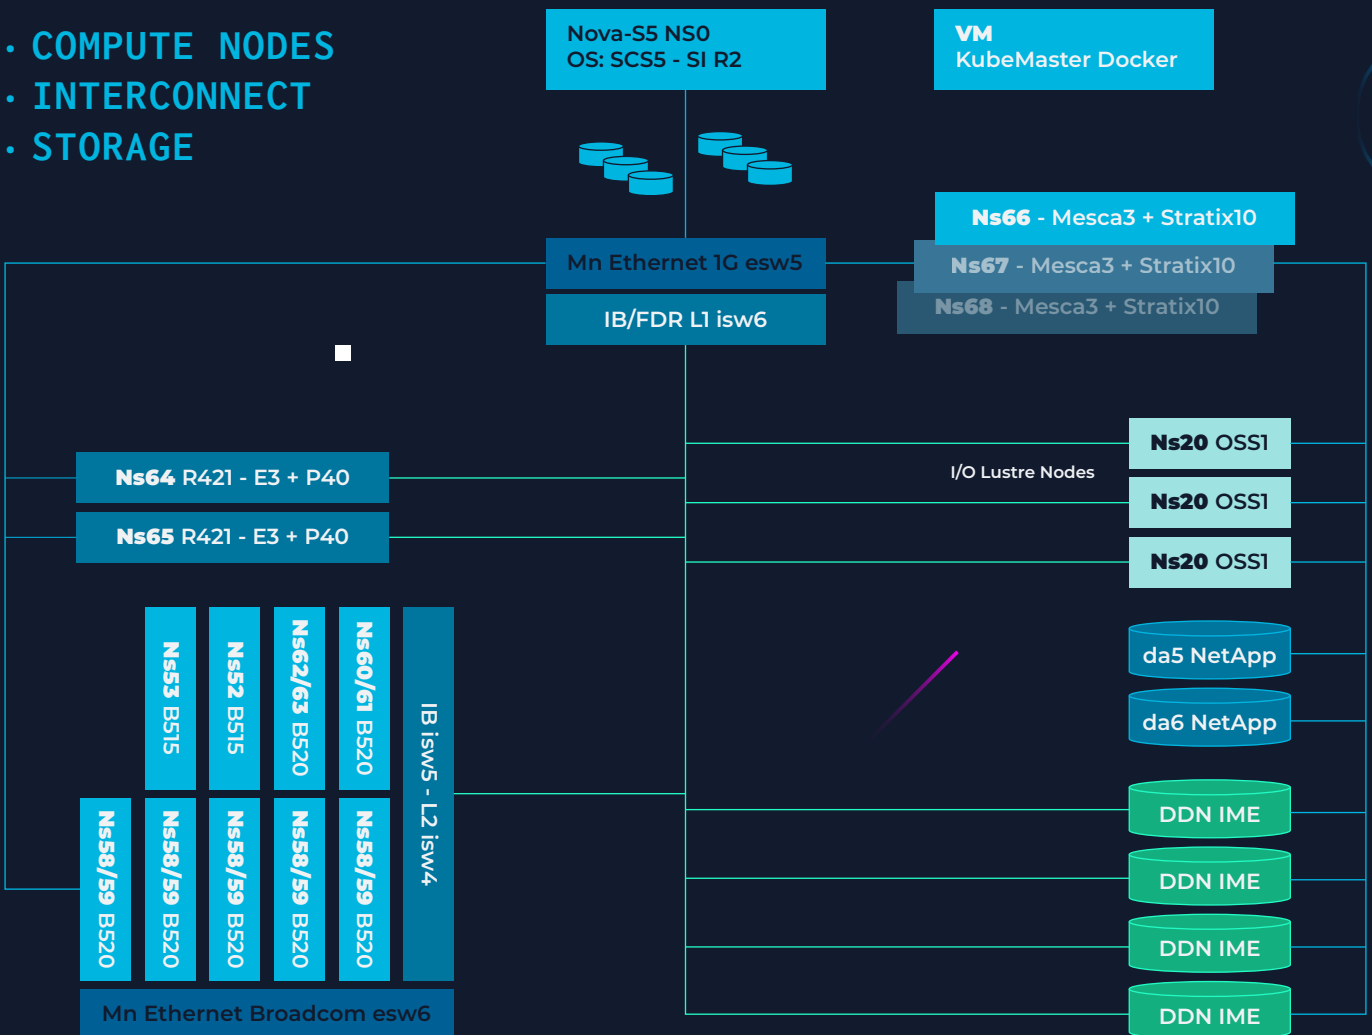 · COMPUTE NODES
· INTERCONNECT
· STORAGE
Nova-S5 NS0
OS: SCS5 - SI R2
VM
KubeMaster Docker
Ns66 - Mesca3 + Stratix10
Ns67 - Mesca3 + Stratix10
Ns68 - Mesca3 + Stratix10
Mn Ethernet 1G esw5
IB/FDR L1 isw6
Ns64 R421 - E3 + P40
Ns65 R421 - E3 + P40
I/O Lustre Nodes
Ns20 OSS1
Ns20 OSS1
Ns20 OSS1
da5 NetApp
da6 NetApp
DDN IME
DDN IME
DDN IME
DDN IME
Ns53 B515
Ns52 B515
Ns62/63 B520
Ns60/61 B520
IB isw5 - L2 isw4
Ns58/59 B520
Ns58/59 B520
Ns58/59 B520
Ns58/59 B520
Ns58/59 B520
Mn Ethernet Broadcom esw6